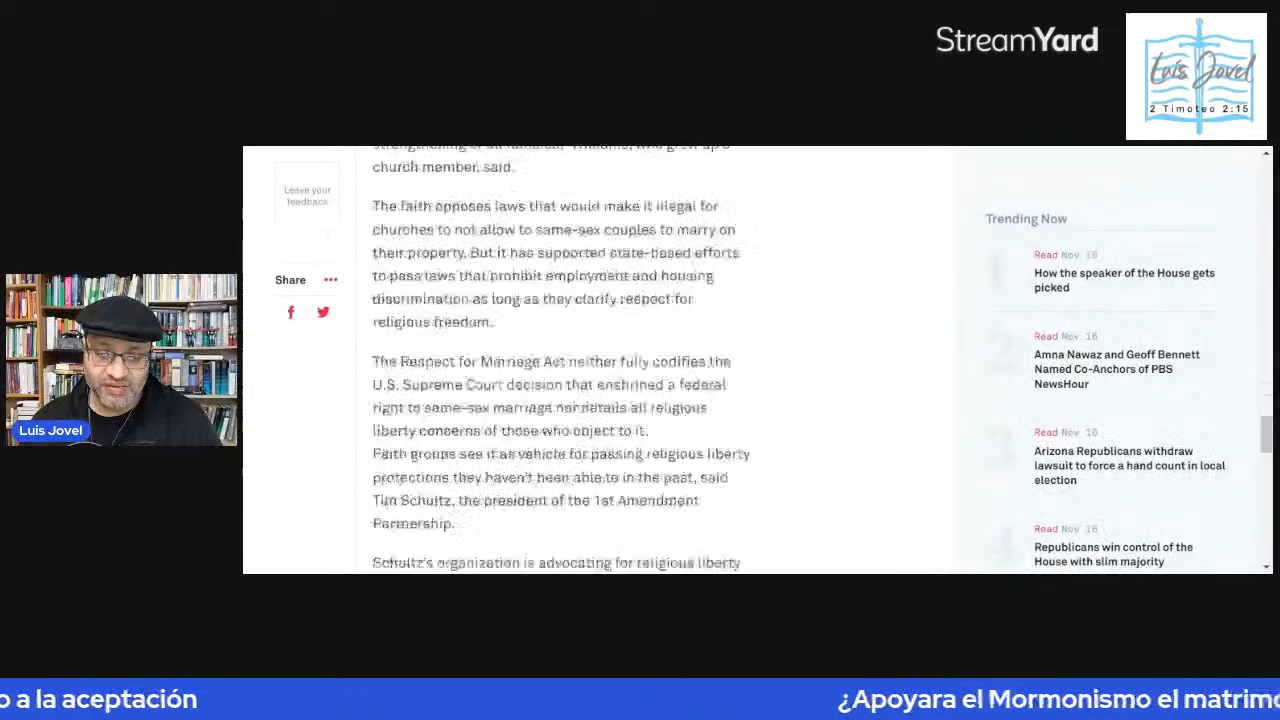 StreamYard
Luis Jovel
2 Timoteo 2:15
church member, said.
Leave your
feedback
The faith opposes laws that would make it illegal for
churches to not allow to same-sex couples to marry on
their property. But it has supported state-based efforts
to pass laws that prohibit employment and housing
discrimination as long as they clarify respect for
religious freedom.
Share
The Respect for Marriage Act neither fully codifies the
U.S. Supreme Court decision that enshrined a federal
right to same-sex marriage nor details all religious
liberty concerns of those who object to it.
Faith groups see it as vehicle for passing religious liberty
protections they haven't been able to in the past, said
Tim Schultz, the president of the 1st Amendment
Partnership.
Schultz's organization is advocating for religious liberty
Trending Now
1
Read Nov 16
How the speaker of the House gets
picked
2
Read Nov 16
Amna Nawaz and Geoff Bennett
Named Co-Anchors of PBS
NewsHour
3
Read Nov 16
Arizona Republicans withdraw
lawsuit to force a hand count in local
election
4
Read Nov 16
Republicans win control of the
House with slim majority
Luis Jovel
o a la aceptación
¿Apoyara el Mormonismo el matrimo